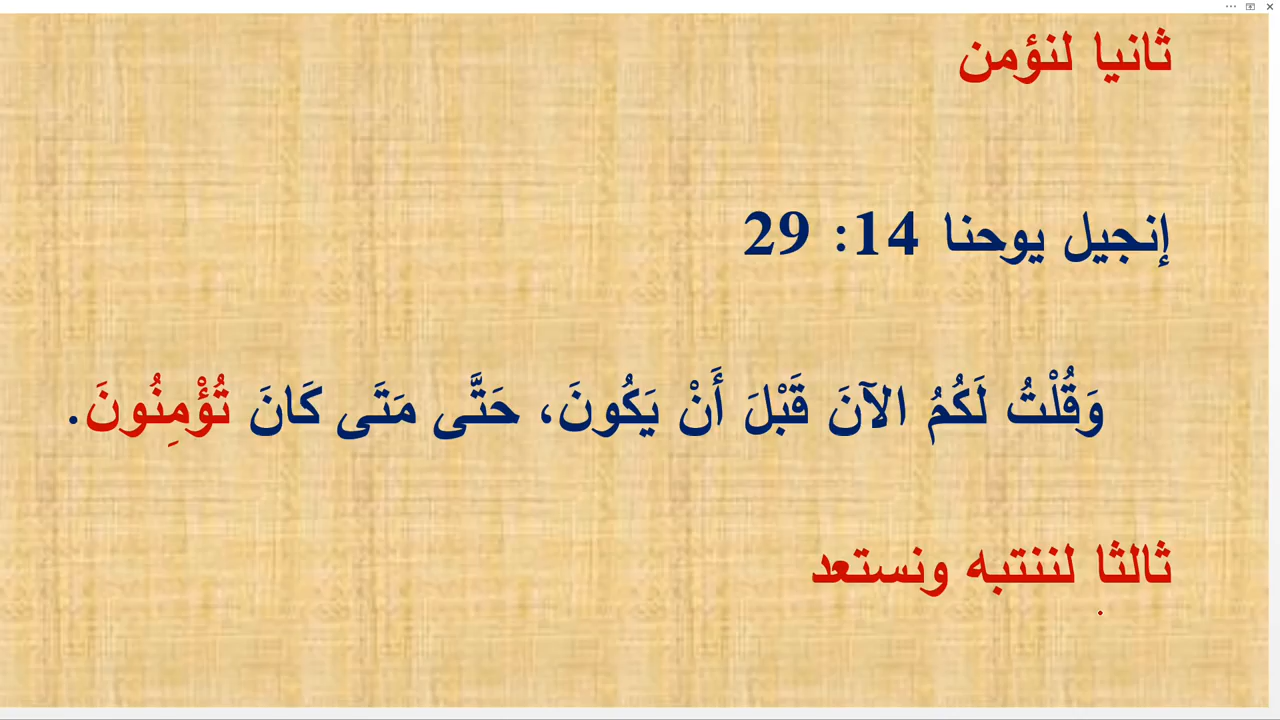 ثانيا لنؤمن
إنجيل يوحنا 14: 29
وَقُلْتُ لَكُمُ الآنَ قَبْلَ أَنْ يَكُونَ، حَتَّى مَتَى كَانَ تُؤْمِنُونَ.
ثالثا لننتبه ونستعد